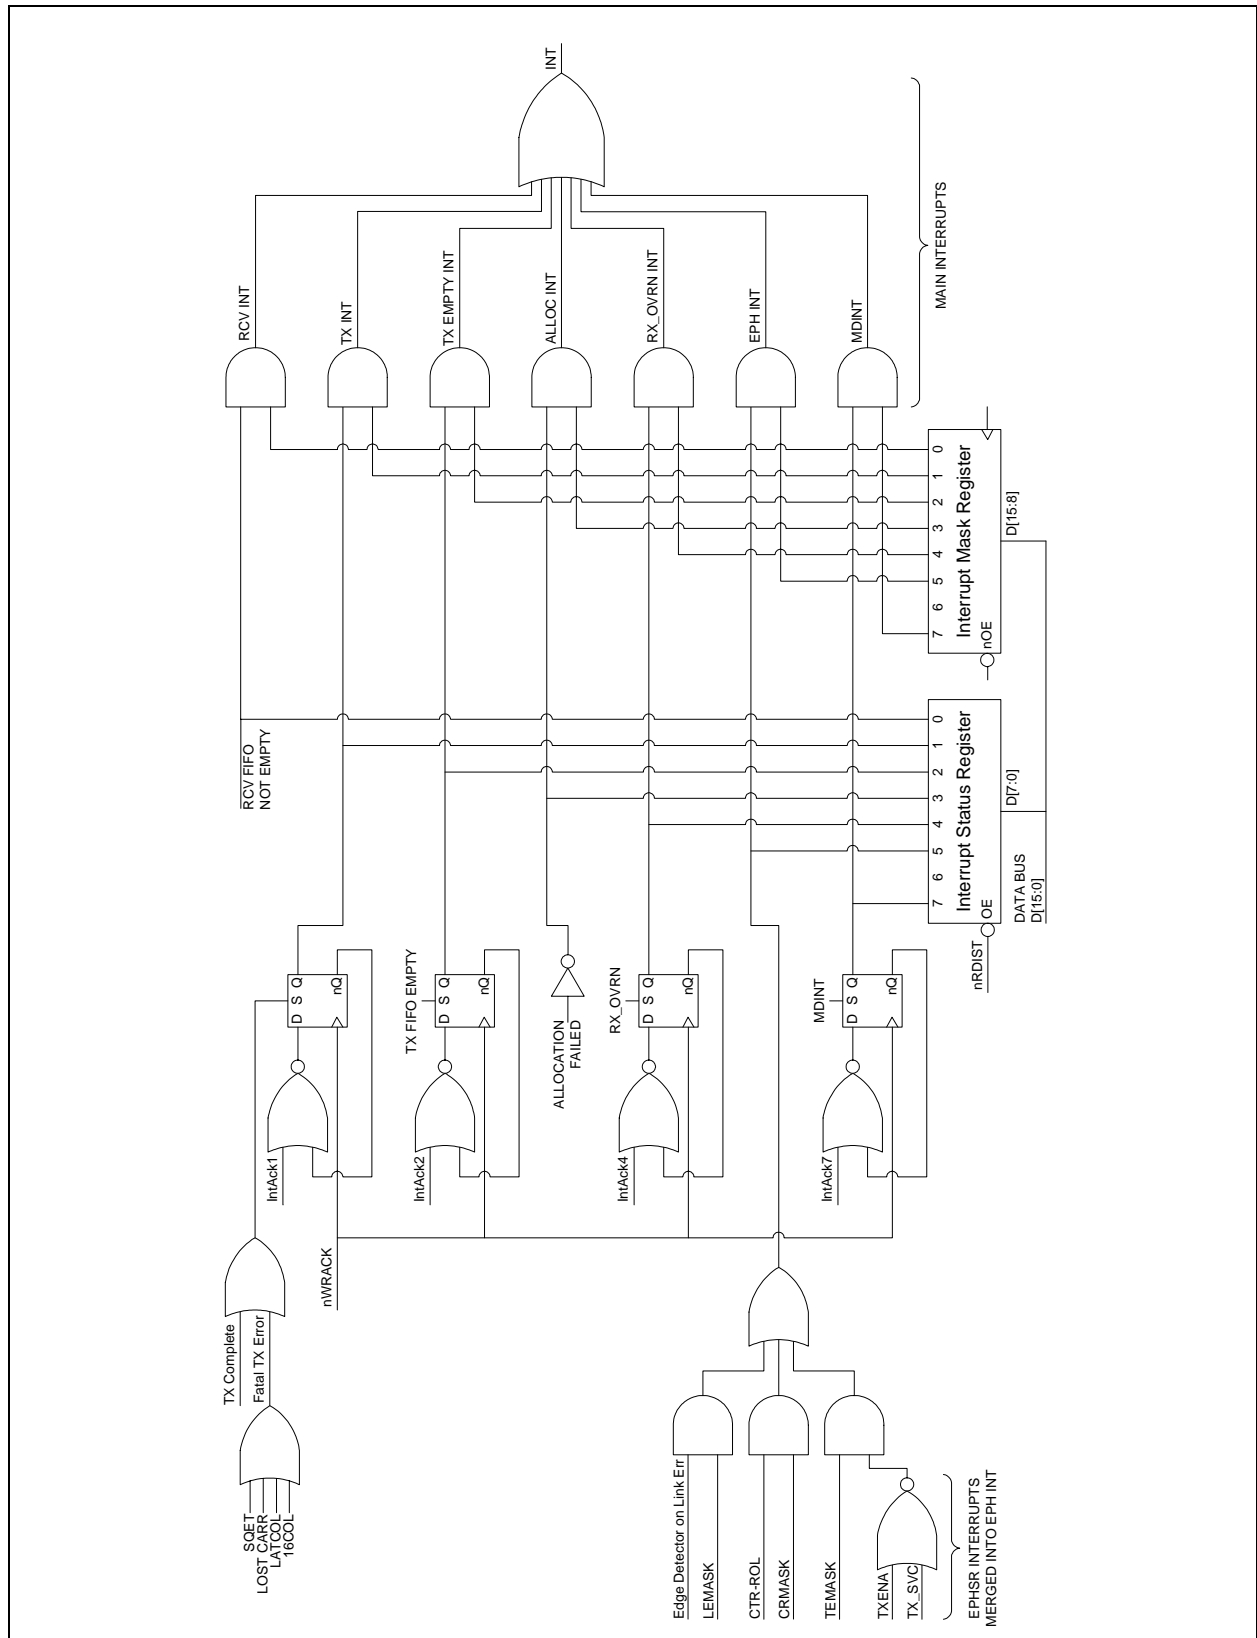 INT
RCV INT
TX INT
TX EMPTY INT
ALLOC INT
RX_OVRN INT
EPH INT
MDINT
MAIN INTERRUPTS
RCV FIFO
NOT EMPTY
0
1
2
3
4
5
6
7
Interrupt Mask Register
nOE
D[15:8]
0
1
2
3
4
5
6
7
Interrupt Status Register
OE
nRDIST
D[7:0]
DATA BUS
D[15:0]
D S Q
nQ
TX FIFO EMPTY
D S Q
nQ
ALLOCATION
FAILED
RX_OVRN
D S Q
nQ
MDINT
D S Q
nQ
IntAck1
IntAck2
IntAck4
IntAck7
nWRACK
TX Complete
Fatal TX Error
SQET
LOST CARR
LATCOL
16COL
Edge Detector on Link Err
LEMASK
CTR-ROL
CRMASK
TEMASK
TXENA
TX_SVC
EPHSR INTERRUPTS
MERGED INTO EPH INT